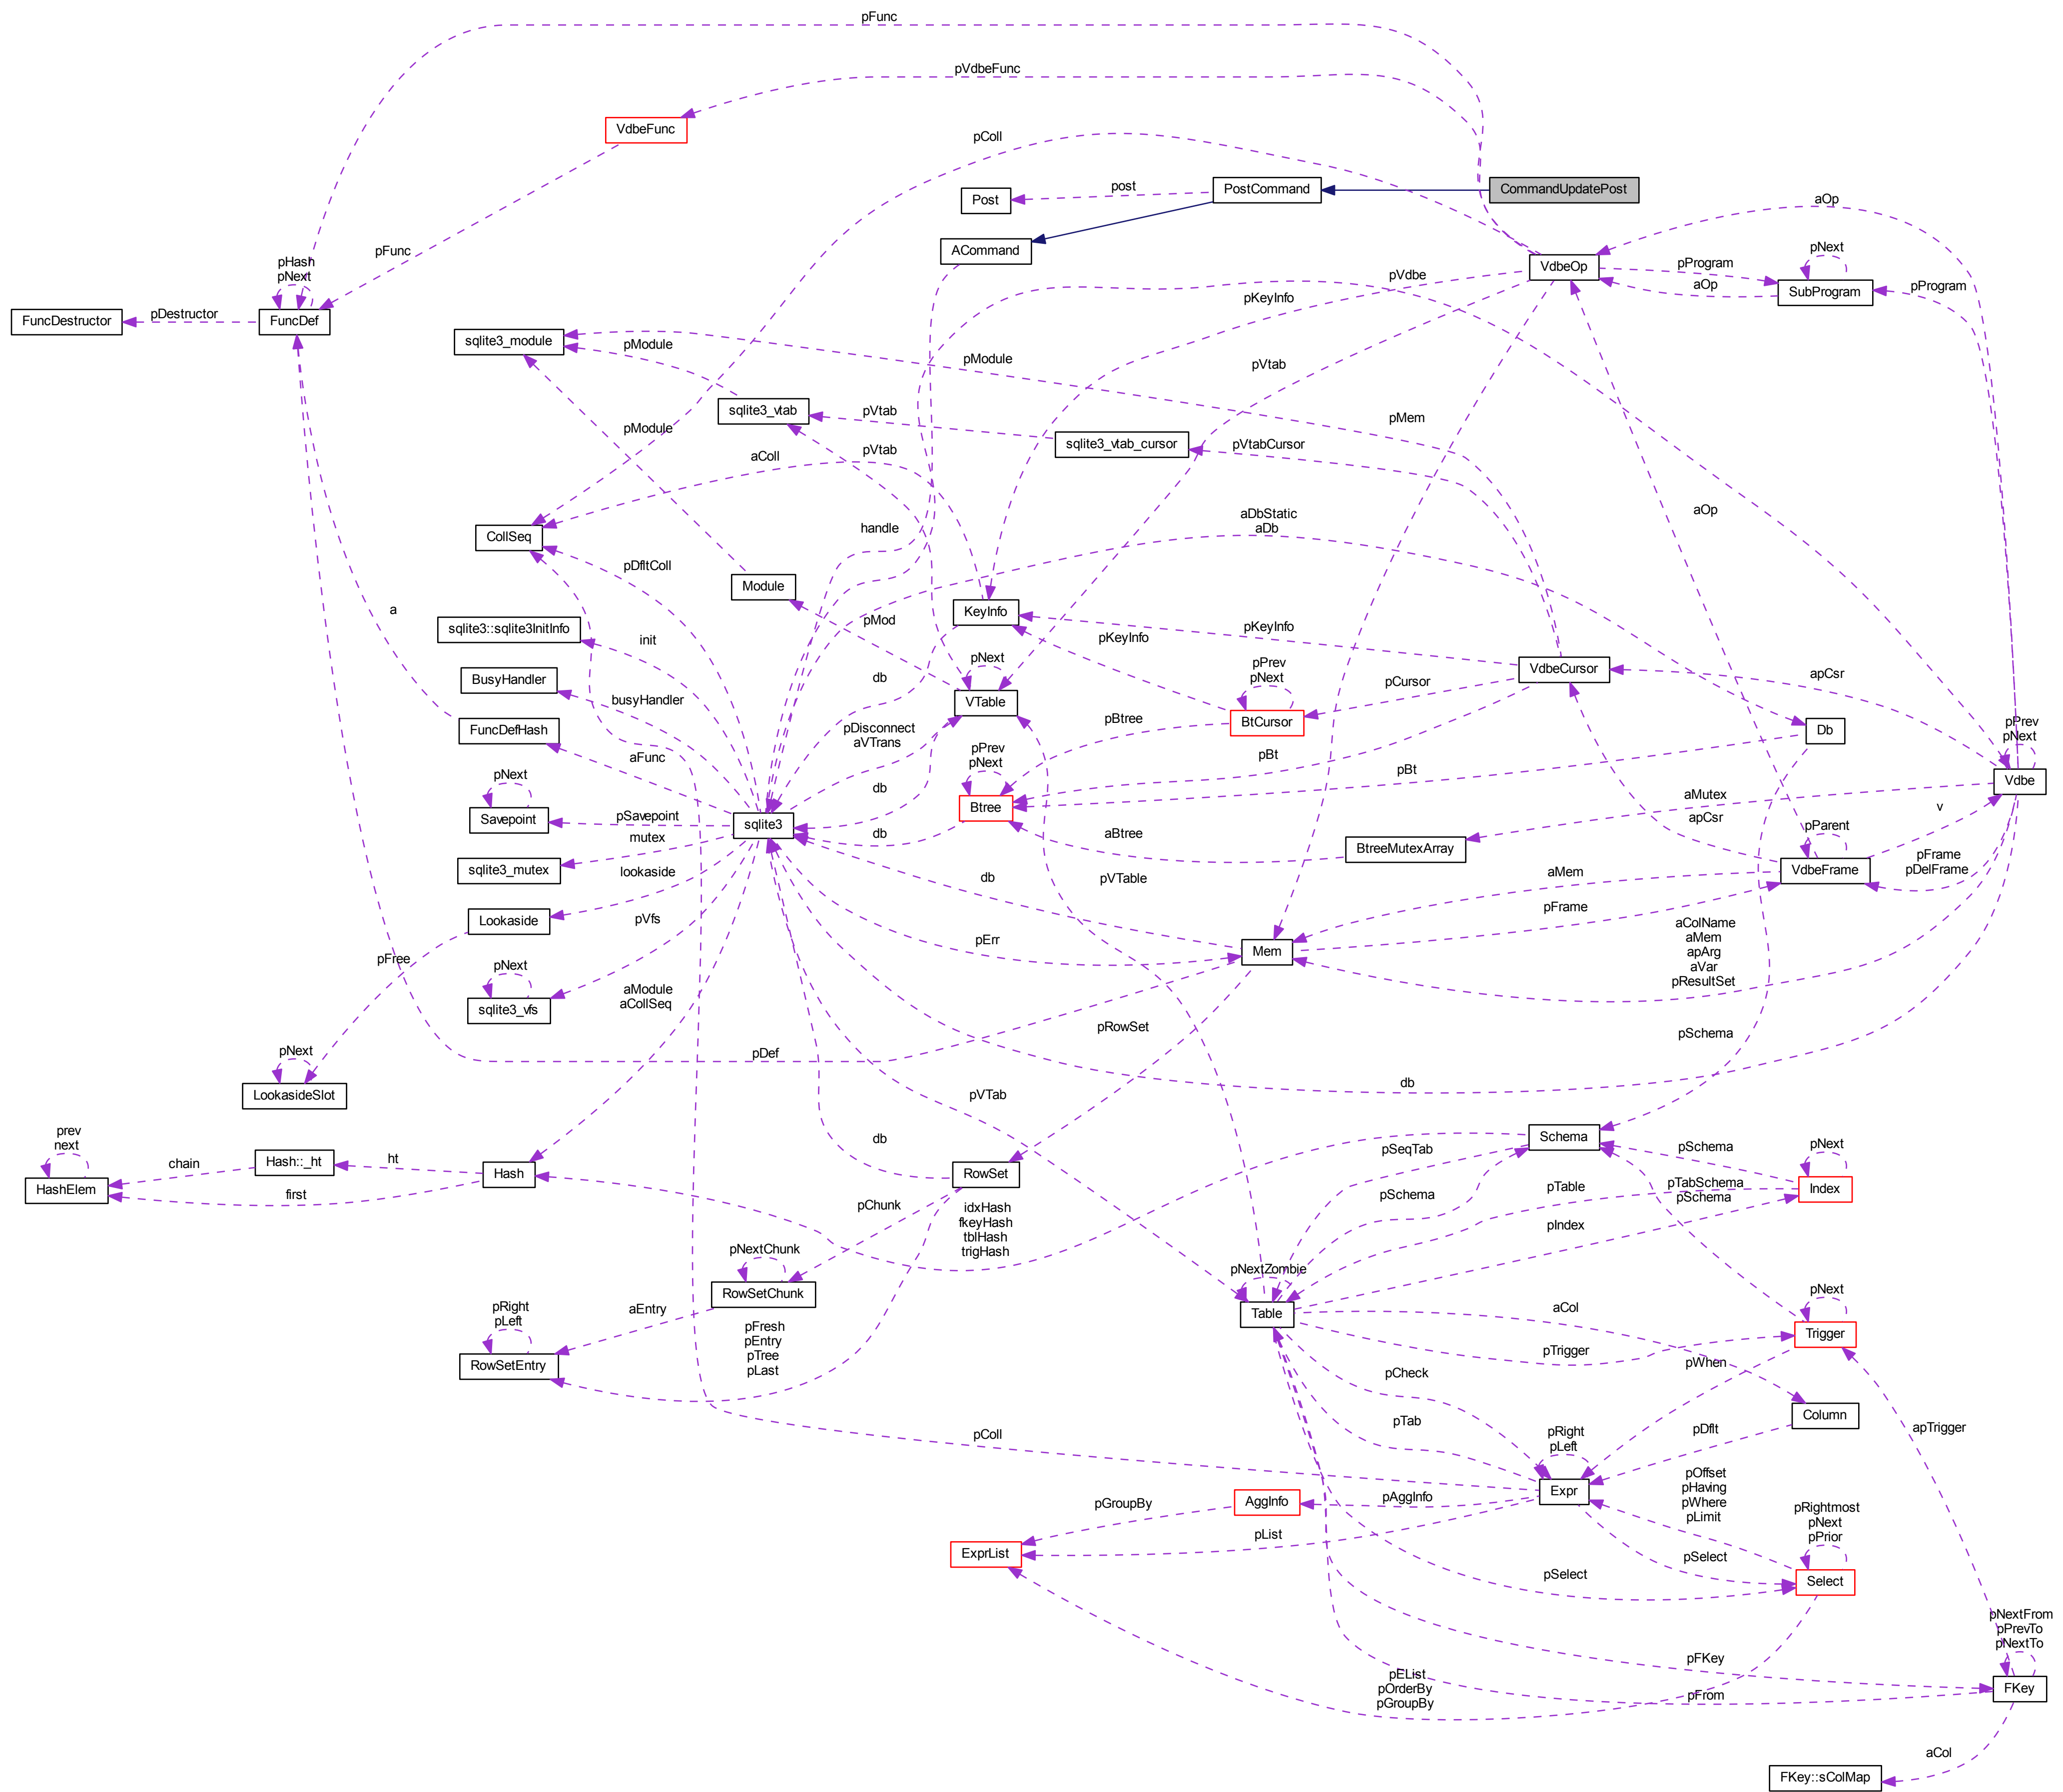 pFunc
pVdbeFunc
VdbeFunc
pColl
post
PostCommand
CommandUpdatePost
Post
aOp
ACommand
pFunc
pHash
pNext
pVdbe
VdbeOp
pProgram
pNext
pKeyInfo
aOp
SubProgram
pProgram
FuncDestructor
pDestructor
FuncDef
sqlite3_module
pModule
pModule
pVtab
sqlite3_vtab
pVtab
pMem
pModule
sqlite3_vtab_cursor
pVtabCursor
aColl
pVtab
aDbStatic
aDb
aOp
CollSeq
handle
pDfltColl
Module
a
KeyInfo
pMod
sqlite3::sqlite3InitInfo
init
pKeyInfo
pKeyInfo
pNext
pPrev
pNext
VdbeCursor
apCsr
BusyHandler
db
pCursor
busyHandler
VTable
BtCursor
pPrev
pNext
FuncDefHash
pDisconnect
aVTrans
pBtree
Db
aFunc
pPrev
pNext
pBt
pBt
Vdbe
pNext
db
Btree
aMutex
v
Savepoint
pSavepoint
sqlite3
aMutex
apCsr
pParent
mutex
db
aBtree
BtreeMutexArray
pFrame
pDelFrame
sqlite3_mutex
lookaside
db
pVTable
aMem
VdbeFrame
Lookaside
pVfs
pFrame
pErr
Mem
aColName
aMem
apArg
aVar
pResultSet
pFree
pNext
sqlite3_vfs
aModule
aCollSeq
pRowSet
pSchema
pNext
pDef
LookasideSlot
pVTab
db
prev
next
chain
Hash::_ht
ht
db
Schema
pSeqTab
pSchema
pNext
HashElem
first
Hash
RowSet
pSchema
pTable
pTabSchema
pSchema
Index
pChunk
idxHash
fkeyHash
tblHash
trigHash
pIndex
pNextChunk
pNextZombie
RowSetChunk
pNext
pRight
pLeft
aEntry
Table
aCol
Trigger
pFresh
pEntry
pTree
pLast
pTrigger
RowSetEntry
pCheck
pWhen
Column
pTab
pDflt
apTrigger
pColl
pRight
pLeft
pOffset
pHaving
pWhere
pLimit
Expr
pGroupBy
AggInfo
pAggInfo
pRightmost
pNext
pPrior
ExprList
pList
pSelect
pSelect
Select
pNextFrom
pPrevTo
pNextTo
pFKey
pEList
pOrderBy
pGroupBy
pFrom
FKey
aCol
FKey::sColMap